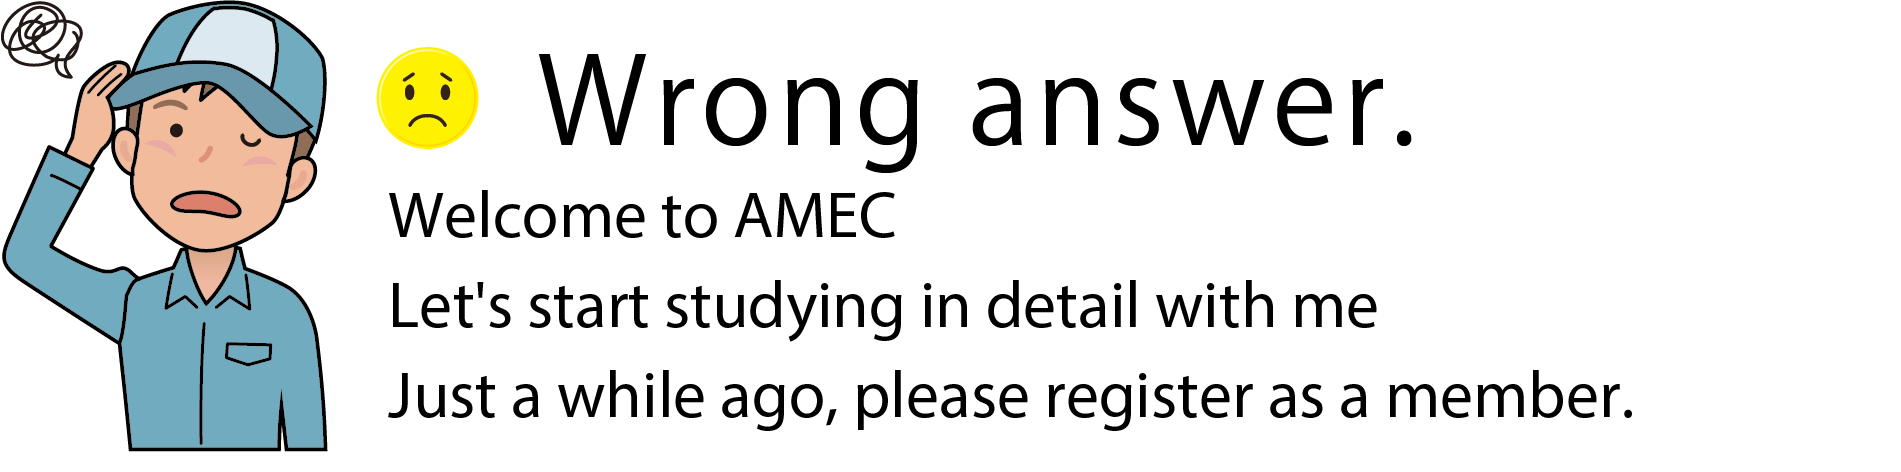 Wrong answer.
Welcome to AMEC
Let's start studying in detail with me
Just a while ago, please register as a member.